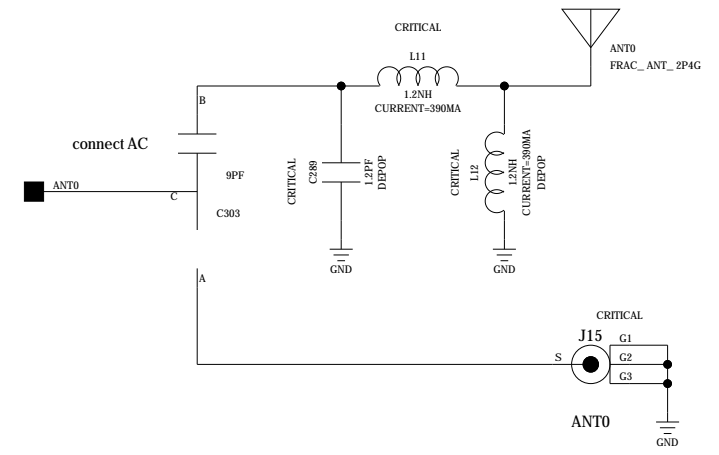 CRITICAL
L11
1.2NH
CURRENT=390MA
ANT0
FRAC_ANT_2P4G
B
connect AC
9PF
C303
ANT0
C
A
CRITICAL
C289
1.2PF
DEPOP
GND
CRITICAL
L12
1.2NH
CURRENT=390MA
DEPOP
GND
CRITICAL
J15
S
G1
G2
G3
ANT0
GND